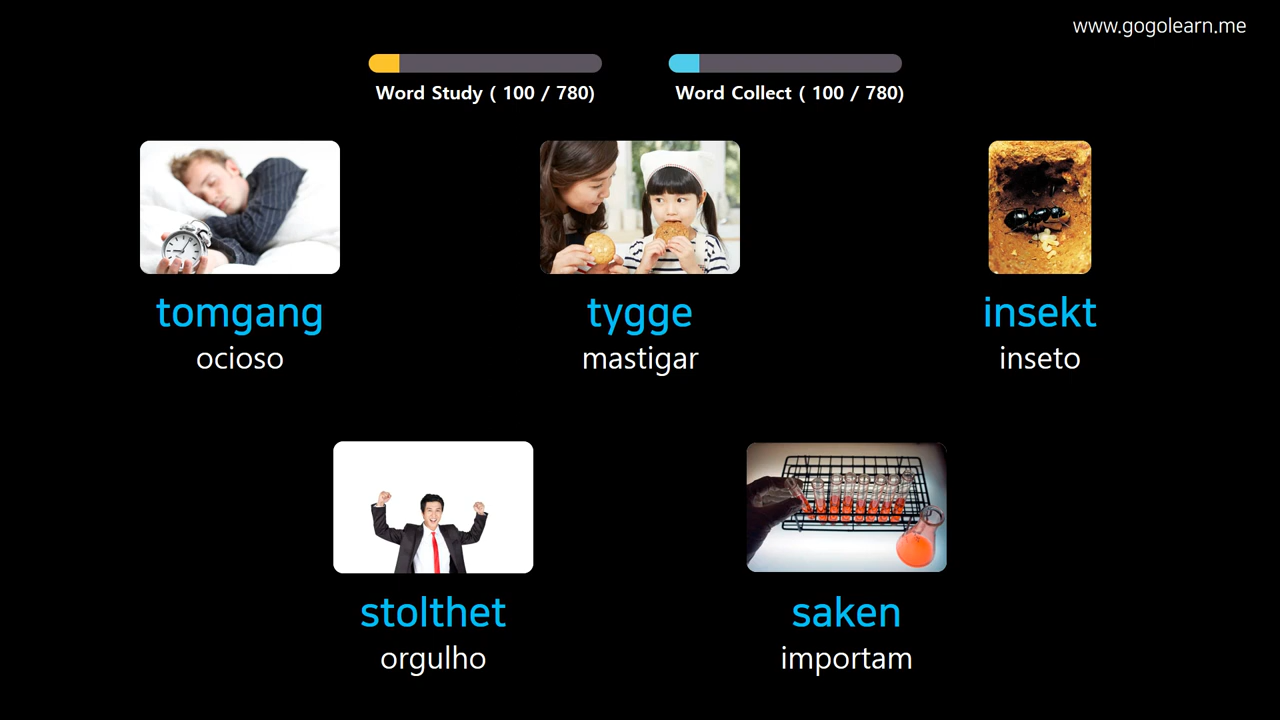 www.gogolearn.me
Word Study ( 100 / 780)
Word Collect ( 100 / 780)
tomgang
ocioso
tygge
mastigar
insekt
inseto
stolthet
orgulho
saken
importam